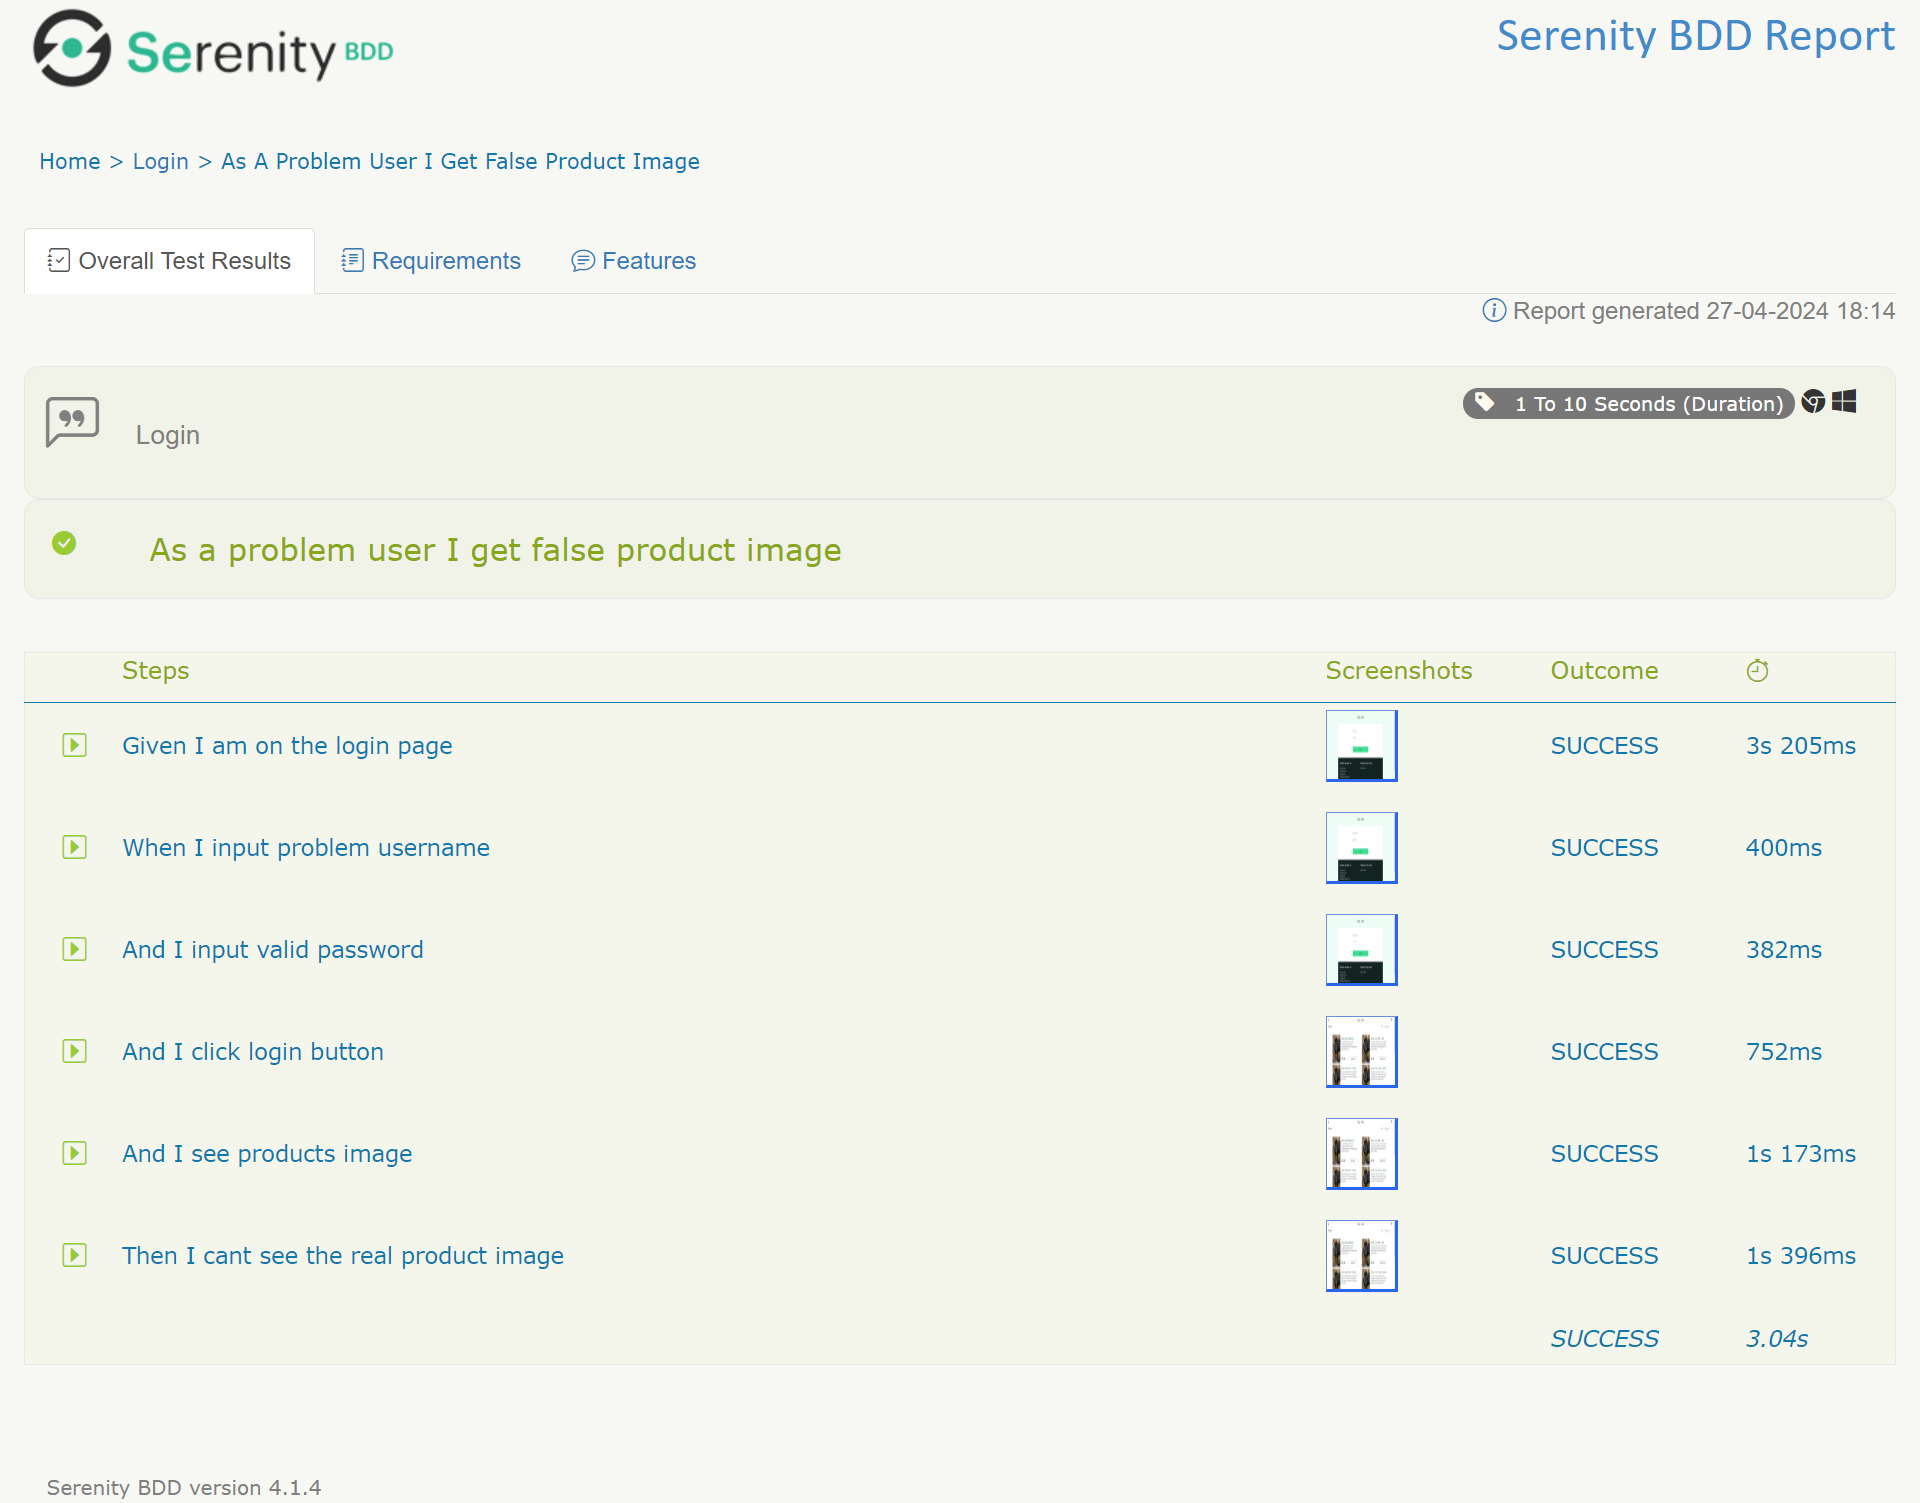 Serenity BDD
Serenity BDD Report
Home > Login > As A Problem User I Get False Product Image
Overall Test Results
Requirements
Features
Report generated 27-04-2024 18:14
Login
1 To 10 Seconds (Duration)
As a problem user I get false product image
Steps Screenshots Outcome
Given I am on the login page SUCCESS 3s 205ms
When I input problem username SUCCESS 400ms
And I input valid password SUCCESS 382ms
And I click login button SUCCESS 752ms
And I see products image SUCCESS 1s 173ms
Then I cant see the real product image SUCCESS 1s 396ms
SUCCESS 3.04s
Serenity BDD version 4.1.4